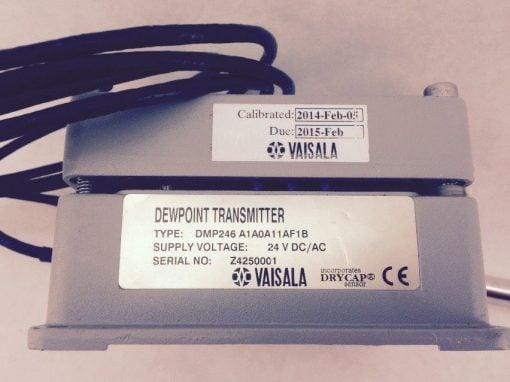 Calibrated: 2014-Feb-05
Due: 2015-Feb
VAISALA
DEWPOINT TRANSMITTER
TYPE: DMP246 A1A0A11AF1B
SUPPLY VOLTAGE: 24 V DC/AC
SERIAL NO: Z4250001
VAISALA
incorporates
DRYCAP®
sensor
CE